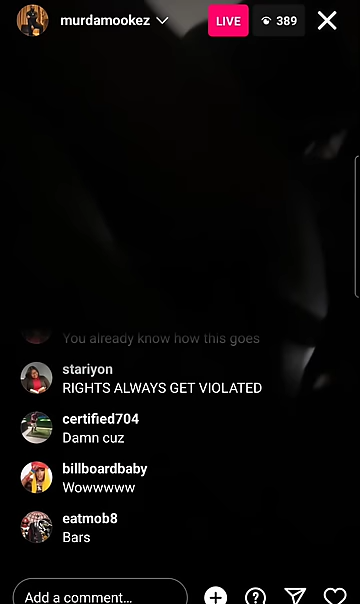 murdamookez
LIVE
389
You already know how this goes
stariyon
RIGHTS ALWAYS GET VIOLATED
certified704
Damn cuz
billboardbaby
Wowwwww
eatmob8
Bars
Add a comment...